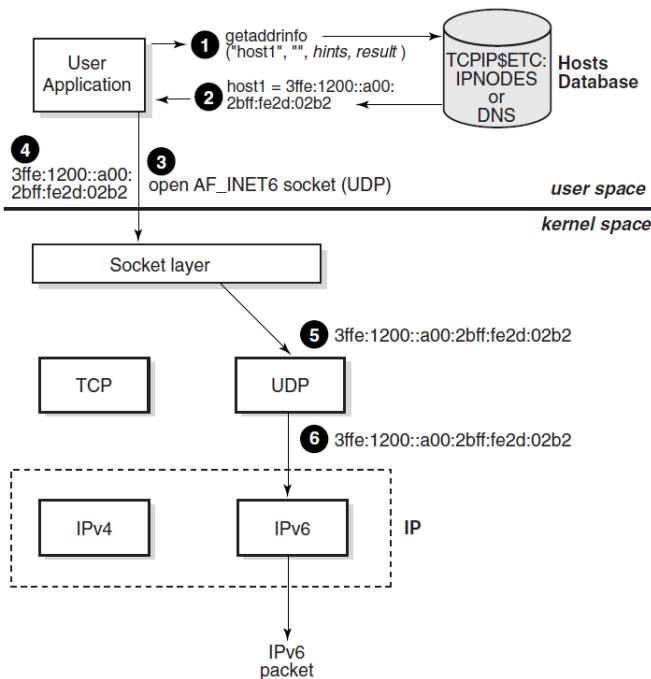 User
Application
1
getaddrinfo
("host1", "", hints, result )
2
host1 = 3ffe:1200::a00:
2bff:fe2d:02b2
TCPIP$ETC:
IPNODES
or
DNS
Hosts
Database
4
3ffe:1200::a00:
2bff:fe2d:02b2
3
open AF_INET6 socket (UDP)
user space
kernel space
Socket layer
5
3ffe:1200::a00:2bff:fe2d:02b2
TCP
UDP
6
3ffe:1200::a00:2bff:fe2d:02b2
IPv4
IPv6
IP
IPv6
packet